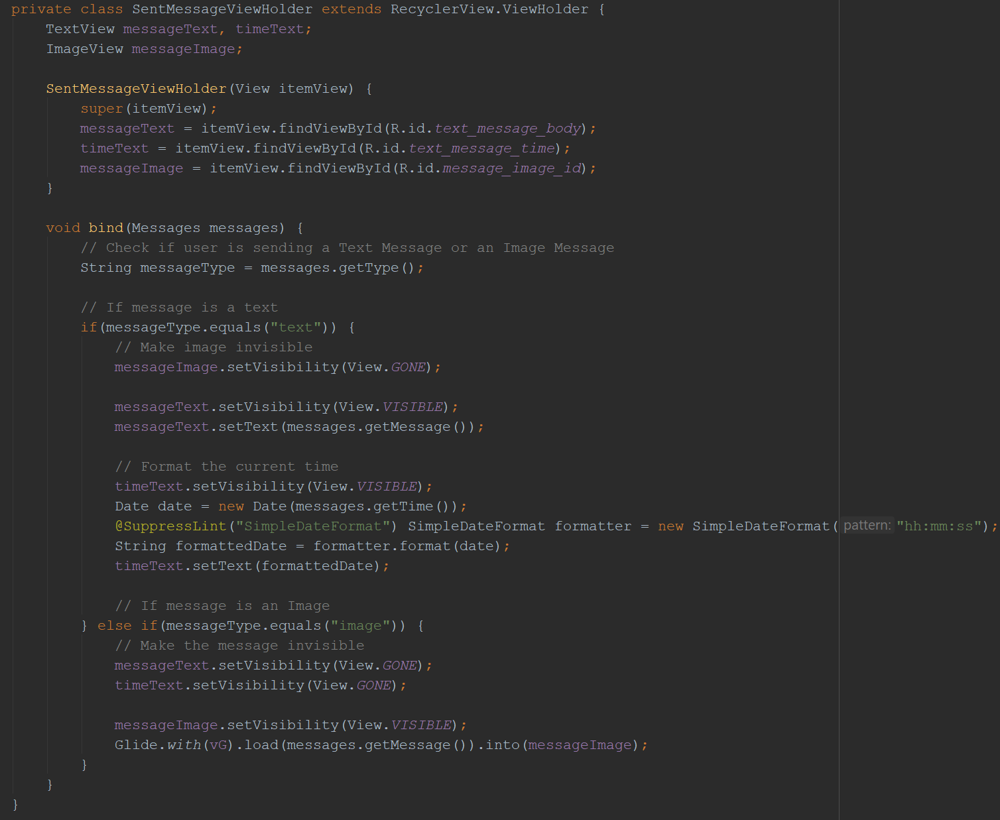 private class SentMessageViewHolder extends RecyclerView.ViewHolder {
    TextView messageText, timeText;
    ImageView messageImage;

    SentMessageViewHolder(View itemView) {
        super(itemView);
        messageText = itemView.findViewById(R.id.text_message_body);
        timeText = itemView.findViewById(R.id.text_message_time);
        messageImage = itemView.findViewById(R.id.message_image_id);
    }

    void bind(Messages messages) {
        // Check if user is sending a Text Message or an Image Message
        String messageType = messages.getType();

        // If message is a text
        if(messageType.equals("text")) {
            // Make image invisible
            messageImage.setVisibility(View.GONE);

            messageText.setVisibility(View.VISIBLE);
            messageText.setText(messages.getMessage());

            // Format the current time
            timeText.setVisibility(View.VISIBLE);
            Date date = new Date(messages.getTime());
            @SuppressLint("SimpleDateFormat") SimpleDateFormat formatter = new SimpleDateFormat( pattern: "hh:mm:ss");
            String formattedDate = formatter.format(date);
            timeText.setText(formattedDate);

            // If message is an Image
        } else if(messageType.equals("image")) {
            // Make the message invisible
            messageText.setVisibility(View.GONE);
            timeText.setVisibility(View.GONE);

            messageImage.setVisibility(View.VISIBLE);
            Glide.with(vG).load(messages.getMessage()).into(messageImage);
        }
    }
}